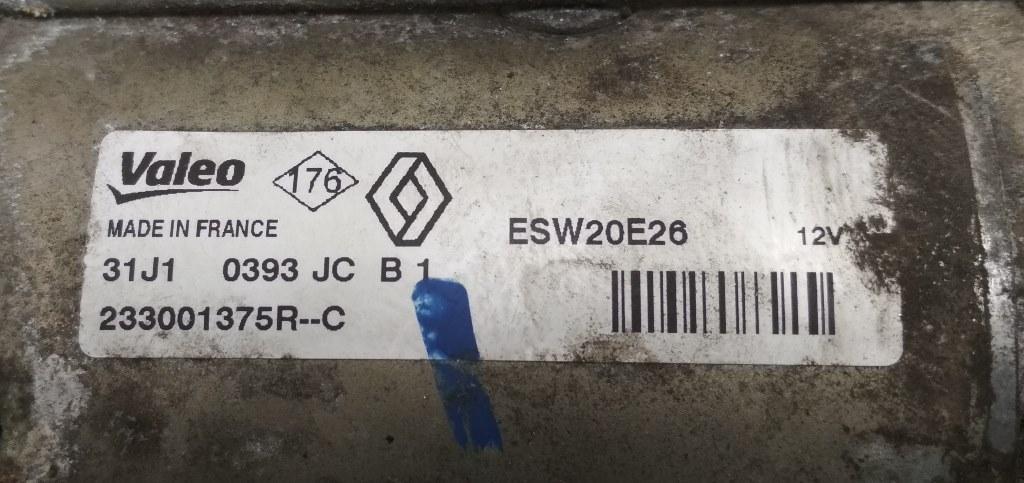 Valeo 176
MADE IN FRANCE
ESW20E26 12V
31J1 0393 JC B 1
233001375R--C